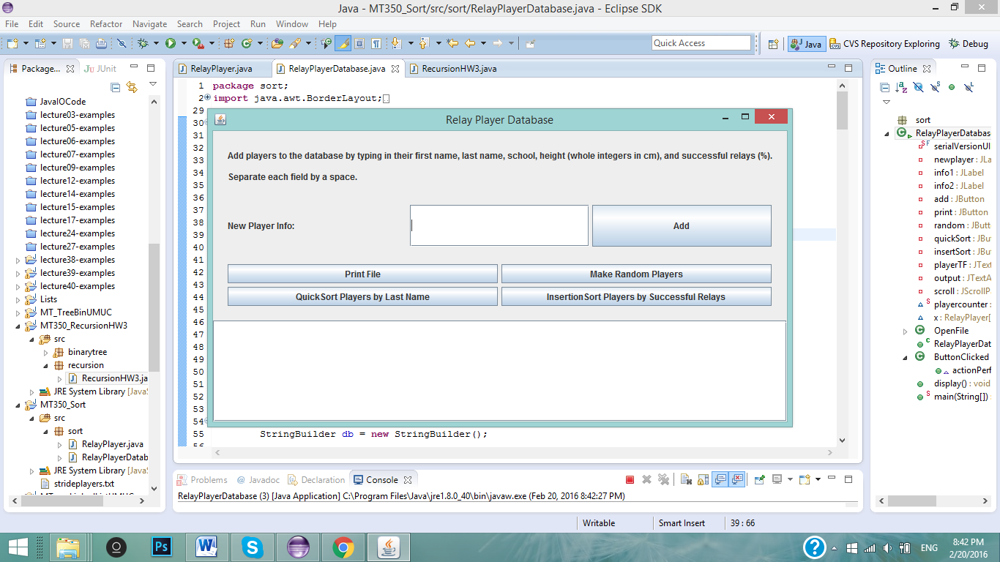 Java - MT350_Sort/src/sort/RelayPlayerDatabase.java - Eclipse SDK
File Edit Source Refactor Navigate Search Project Run Window Help
Quick Access
Java
CVS Repository Exploring
Debug
Package...
JUnit
JavaIOCode
lecture03-examples
lecture05-examples
lecture06-examples
lecture07-examples
lecture09-examples
lecture12-examples
lecture14-examples
lecture15-examples
lecture17-examples
lecture24-examples
lecture27-examples
lecture38-examples
lecture39-examples
lecture40-examples
Lists
MT_TreeBinUMUC
MT350_RecursionHW3
src
binarytree
recursion
RecursionHW3.ja
JRE System Library [JavaS
MT350_Sort
src
sort
RelayPlayer.java
RelayPlayerDatab
JRE System Library [JavaS
strideplayers.txt
RelayPlayer.java
RelayPlayerDatabase.java
RecursionHW3.java
1 package sort;
2 import java.awt.BorderLayout;
29
30
31
32
33
34
35
36
37
38
39
40
41
42
43
44
45
46
47
48
49
50
51
52
53
54
55 StringBuilder db = new StringBuilder();
Relay Player Database
Add players to the database by typing in their first name, last name, school, height (whole integers in cm), and successful relays (%).
Separate each field by a space.
New Player Info:
Add
Print File
Make Random Players
QuickSort Players by Last Name
InsertionSort Players by Successful Relays
Outline
sort
RelayPlayerDatabas
serialVersionUI
newplayer : JLa
info1 : JLabel
info2 : JLabel
add : JButton
print : JButton
random : JButt
quickSort : JBu
insertSort : JBu
playerTF : JText
output : JTextA
scroll : JScrollP
playercounter :
x : RelayPlayer[
OpenFile
RelayPlayerDat
ButtonClicked
actionPerf
display() : void
main(String[])
Problems
@ Javadoc
Declaration
Console
RelayPlayerDatabase (3) [Java Application] C:\Program Files\Java\jre1.8.0_40\bin\javaw.exe (Feb 20, 2016 8:42:27 PM)
Writable
Smart Insert
39 : 66
Ps
ENG
8:42 PM
2/20/2016